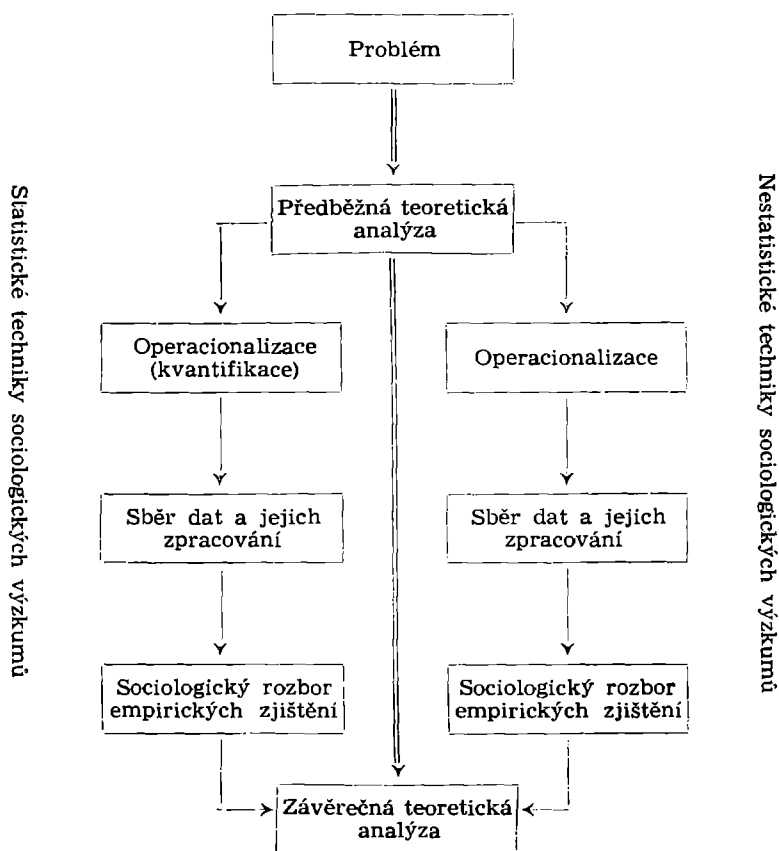 Problém
Předběžná teoretická
analýza
Statistické techniky sociologických výzkumů
Operacionalizace
(kvantifikace)
Sběr dat a jejich
zpracování
Sociologický rozbor
empirických zjištění
Operacionalizace
Sběr dat a jejich
zpracování
Sociologický rozbor
empirických zjištění
Nestatistické techniky sociologických výzkumů
Závěrečná teoretická
analýza